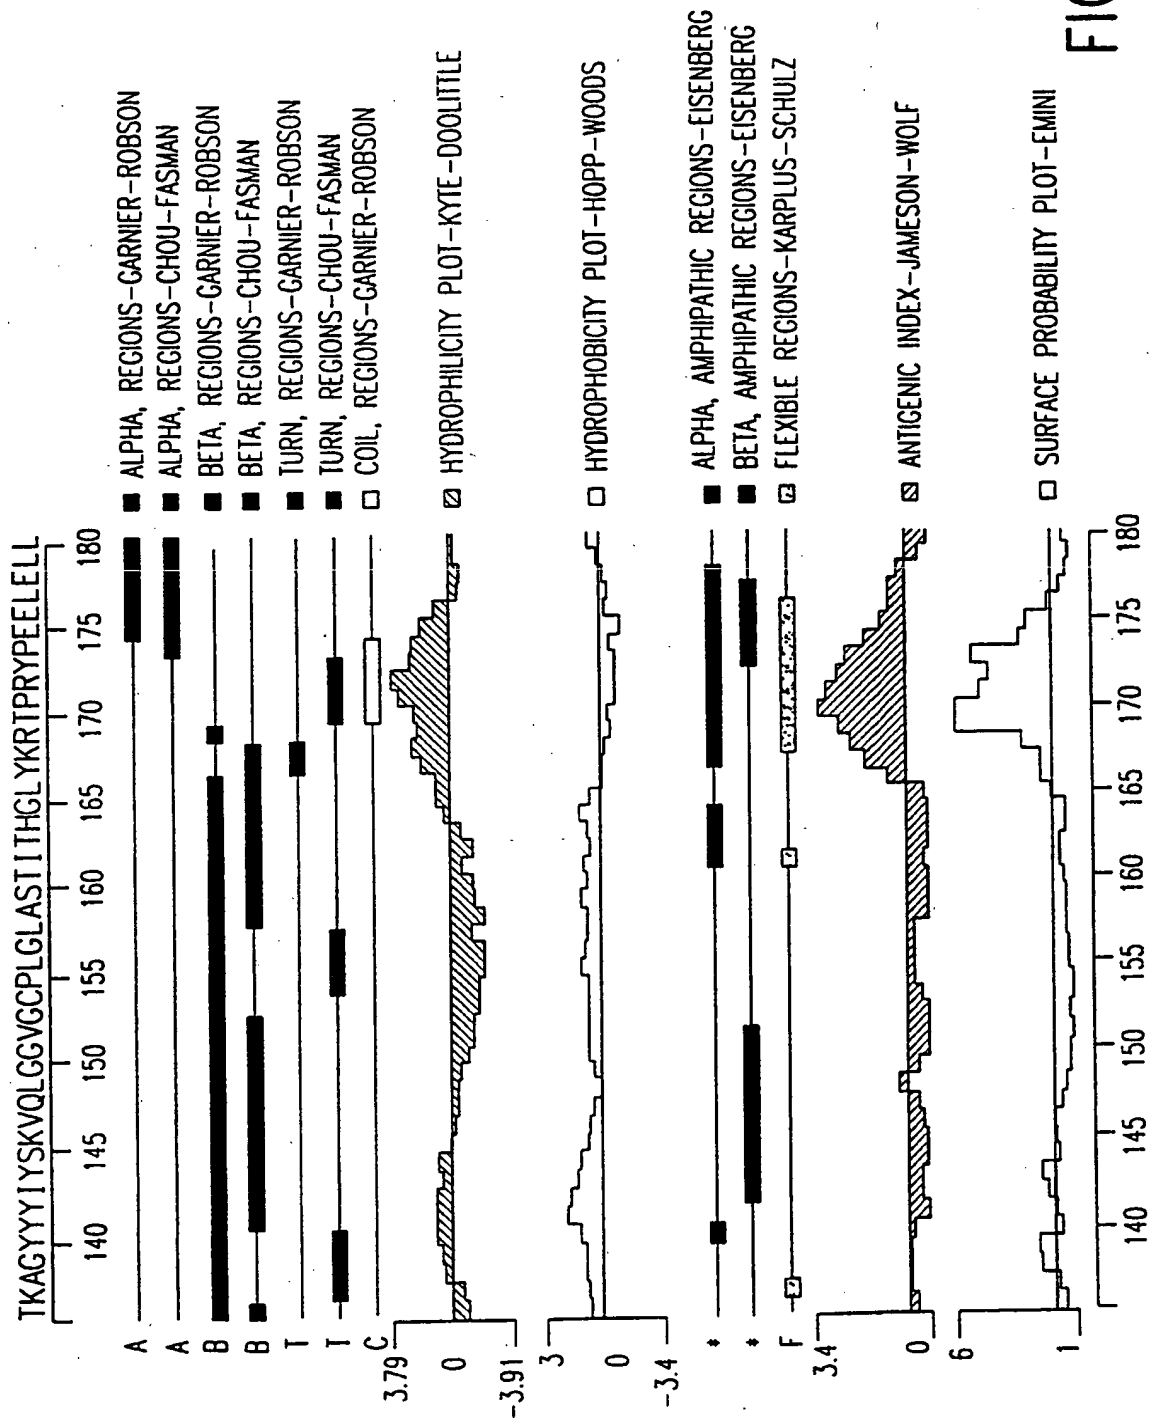 TKAGYYYIYSKVQLGGVGCPLGLASTITHGLYKRTPRYPEELELL
140 145 150 155 160 165 170 175 180
A ALPHA, REGIONS-GARNIER-ROBSON
A ALPHA, REGIONS-CHOU-FASMAN
B BETA, REGIONS-GARNIER-ROBSON
B BETA, REGIONS-CHOU-FASMAN
T TURN, REGIONS-GARNIER-ROBSON
T TURN, REGIONS-CHOU-FASMAN
C COIL, REGIONS-GARNIER-ROBSON
3.79
0 HYDROPHILICITY PLOT-KYTE-DOOLITTLE
-3.91
3
0 HYDROPHOBICITY PLOT-HOPP-WOODS
-3.4
* ALPHA, AMPHIPATHIC REGIONS-EISENBERG
* BETA, AMPHIPATHIC REGIONS-EISENBERG
F FLEXIBLE REGIONS-KARPLUS-SCHULZ
3.4
0 ANTIGENIC INDEX-JAMESON-WOLF
6
1 SURFACE PROBABILITY PLOT-EMINI
140 145 150 155 160 165 170 175 180